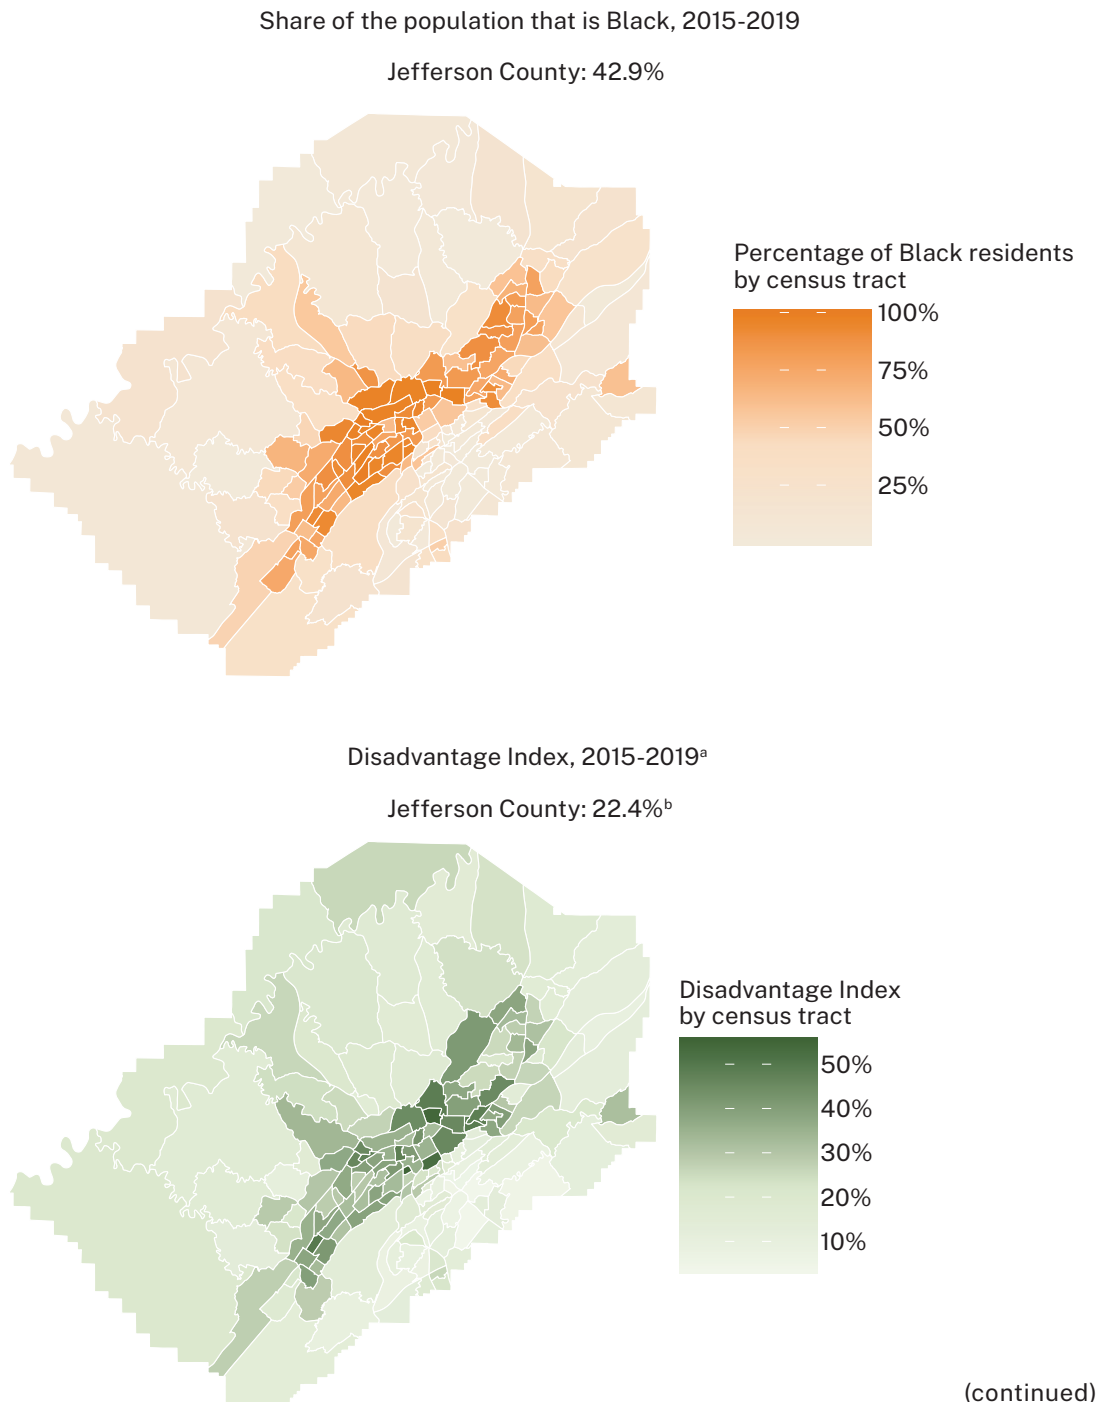 Share of the population that is Black, 2015-2019
Jefferson County: 42.9%
Percentage of Black residents
by census tract
100%
75%
50%
25%
Disadvantage Index, 2015-2019ᵃ
Jefferson County: 22.4%ᵇ
Disadvantage Index
by census tract
50%
40%
30%
20%
10%
(continued)